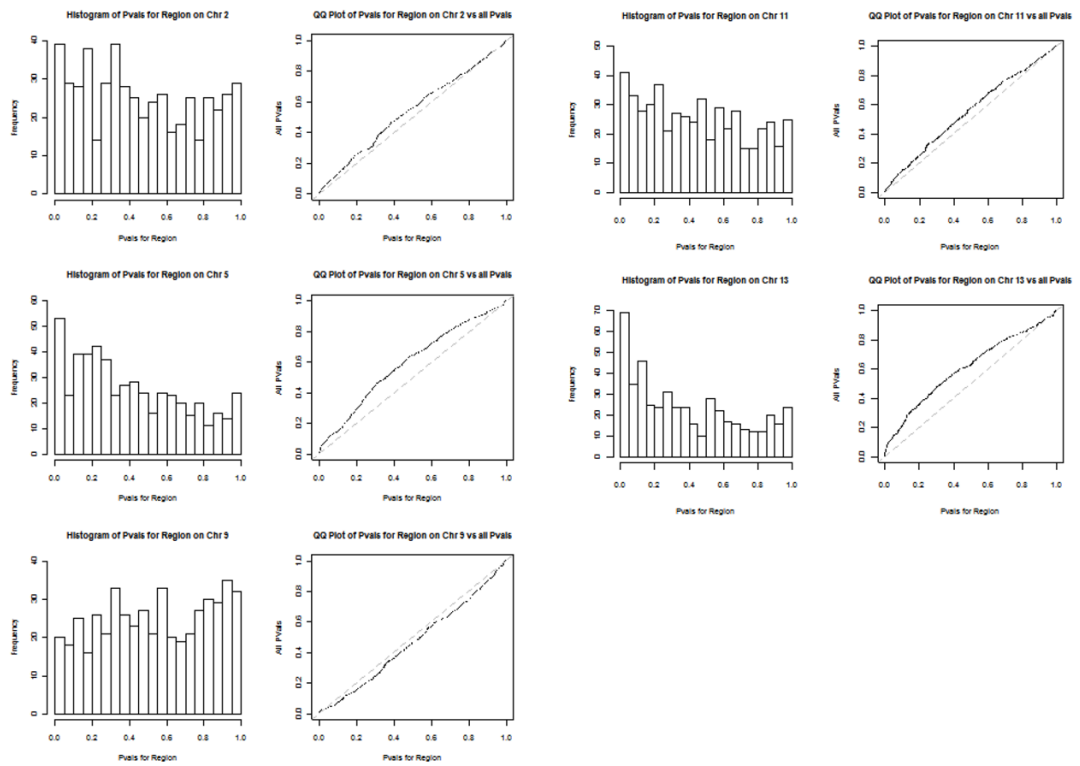 Histogram of Pvals for Region on Chr 2
Frequency
0 10 20 30 40
0.0 0.2 0.4 0.6 0.8 1.0
Pvals for Region
QQ Plot of Pvals for Region on Chr 2 vs all Pvals
All PVals
0.0 0.2 0.4 0.6 0.8 1.0
0.0 0.2 0.4 0.6 0.8 1.0
Pvals for Region
Histogram of Pvals for Region on Chr 11
Frequency
0 10 20 30 40 50
0.0 0.2 0.4 0.6 0.8 1.0
Pvals for Region
QQ Plot of Pvals for Region on Chr 11 vs all Pvals
All PVals
0.0 0.2 0.4 0.6 0.8 1.0
0.0 0.2 0.4 0.6 0.8 1.0
Pvals for Region
Histogram of Pvals for Region on Chr 5
Frequency
0 10 20 30 40 50 60
0.0 0.2 0.4 0.6 0.8 1.0
Pvals for Region
QQ Plot of Pvals for Region on Chr 5 vs all Pvals
All PVals
0.0 0.2 0.4 0.6 0.8 1.0
0.0 0.2 0.4 0.6 0.8 1.0
Pvals for Region
Histogram of Pvals for Region on Chr 13
Frequency
0 10 20 30 40 50 60 70
0.0 0.2 0.4 0.6 0.8 1.0
Pvals for Region
QQ Plot of Pvals for Region on Chr 13 vs all Pvals
All PVals
0.0 0.2 0.4 0.6 0.8 1.0
0.0 0.2 0.4 0.6 0.8 1.0
Pvals for Region
Histogram of Pvals for Region on Chr 9
Frequency
0 10 20 30 40
0.0 0.2 0.4 0.6 0.8 1.0
Pvals for Region
QQ Plot of Pvals for Region on Chr 9 vs all Pvals
All PVals
0.0 0.2 0.4 0.6 0.8 1.0
0.0 0.2 0.4 0.6 0.8 1.0
Pvals for Region